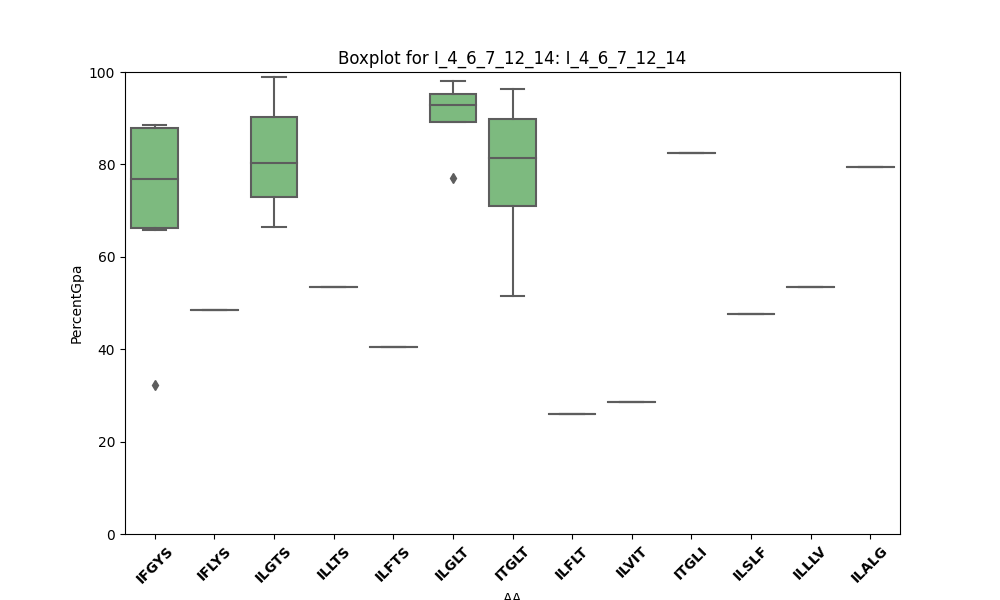 Boxplot for I_4_6_7_12_14: I_4_6_7_12_14
100
80
60
40
20
0
PercentGpa
IFGYS IFLYS ILGTS ILLTS ILFTS ILGLT ITGLT ILFLT ILVIT ITGLI ILSLF ILLLV ILALG
AA